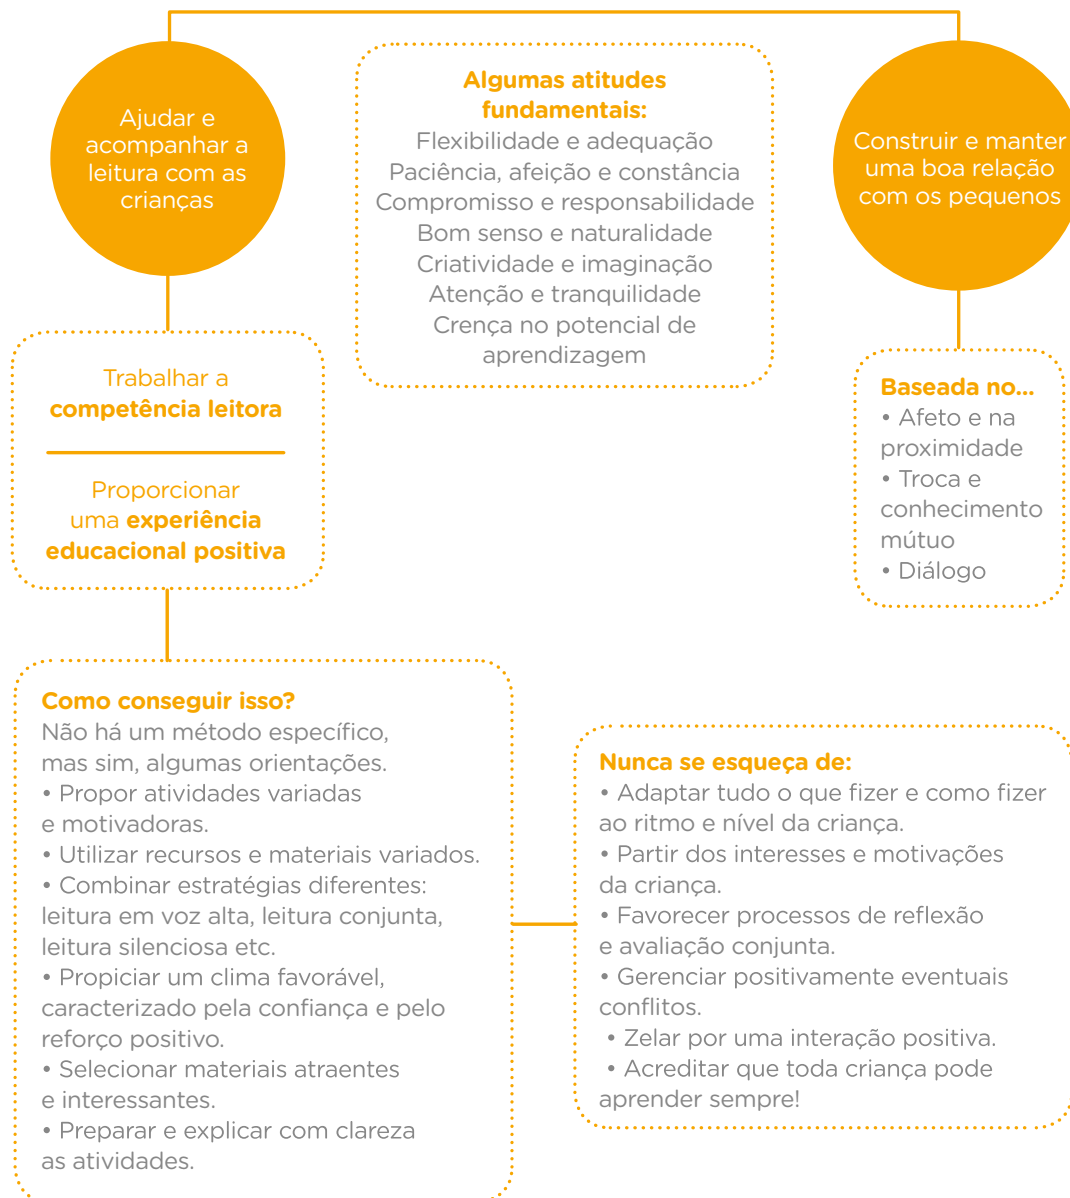 Ajudar e
acompanhar a
leitura com as
crianças
Algumas atitudes
fundamentais:
Flexibilidade e adequação
Paciência, afeição e constância
Compromisso e responsabilidade
Bom senso e naturalidade
Criatividade e imaginação
Atenção e tranquilidade
Crença no potencial de
aprendizagem
Construir e manter
uma boa relação
com os pequenos
Trabalhar a
competência leitora
Proporcionar
uma experiência
educacional positiva
Baseada no...
• Afeto e na
proximidade
• Troca e
conhecimento
mútuo
• Diálogo
Como conseguir isso?
Não há um método específico,
mas sim, algumas orientações.
• Propor atividades variadas
e motivadoras.
• Utilizar recursos e materiais variados.
• Combinar estratégias diferentes:
leitura em voz alta, leitura conjunta,
leitura silenciosa etc.
• Propiciar um clima favorável,
caracterizado pela confiança e pelo
reforço positivo.
• Selecionar materiais atraentes
e interessantes.
• Preparar e explicar com clareza
as atividades.
Nunca se esqueça de:
• Adaptar tudo o que fizer e como fizer
ao ritmo e nível da criança.
• Partir dos interesses e motivações
da criança.
• Favorecer processos de reflexão
e avaliação conjunta.
• Gerenciar positivamente eventuais
conflitos.
• Zelar por uma interação positiva.
• Acreditar que toda criança pode
aprender sempre!